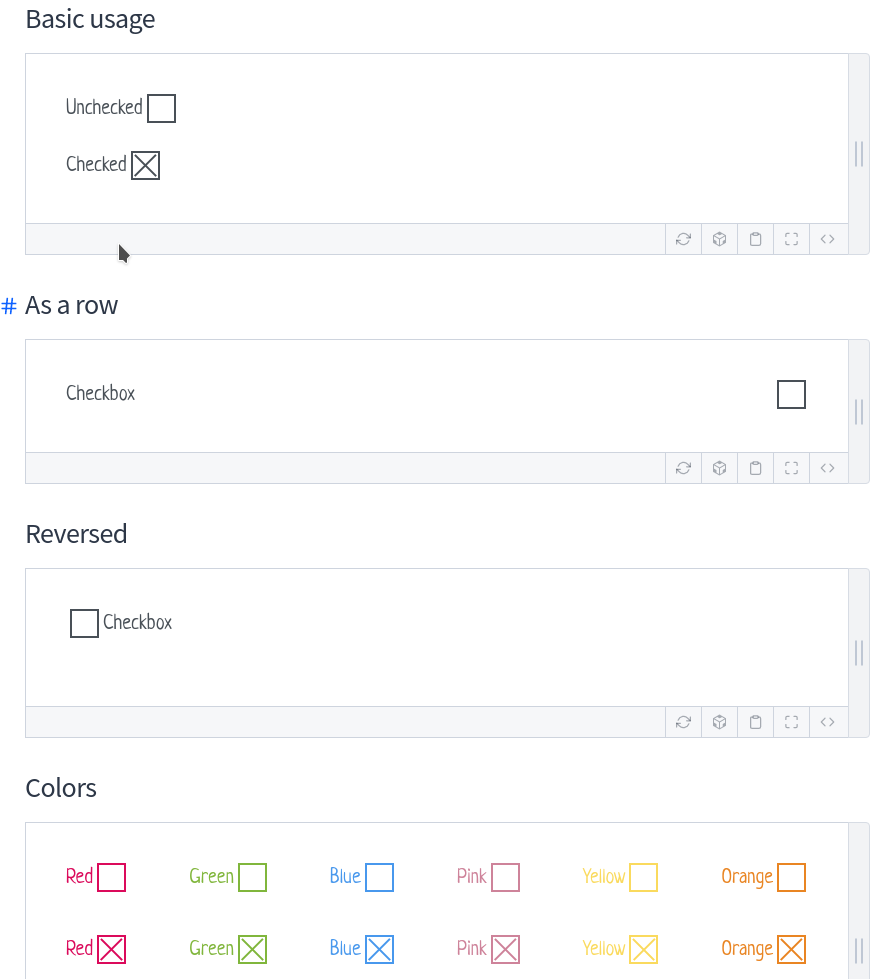 Basic usage
Unchecked
Checked
# As a row
Checkbox
Reversed
Checkbox
Colors
Red Green Blue Pink Yellow Orange
Red Green Blue Pink Yellow Orange